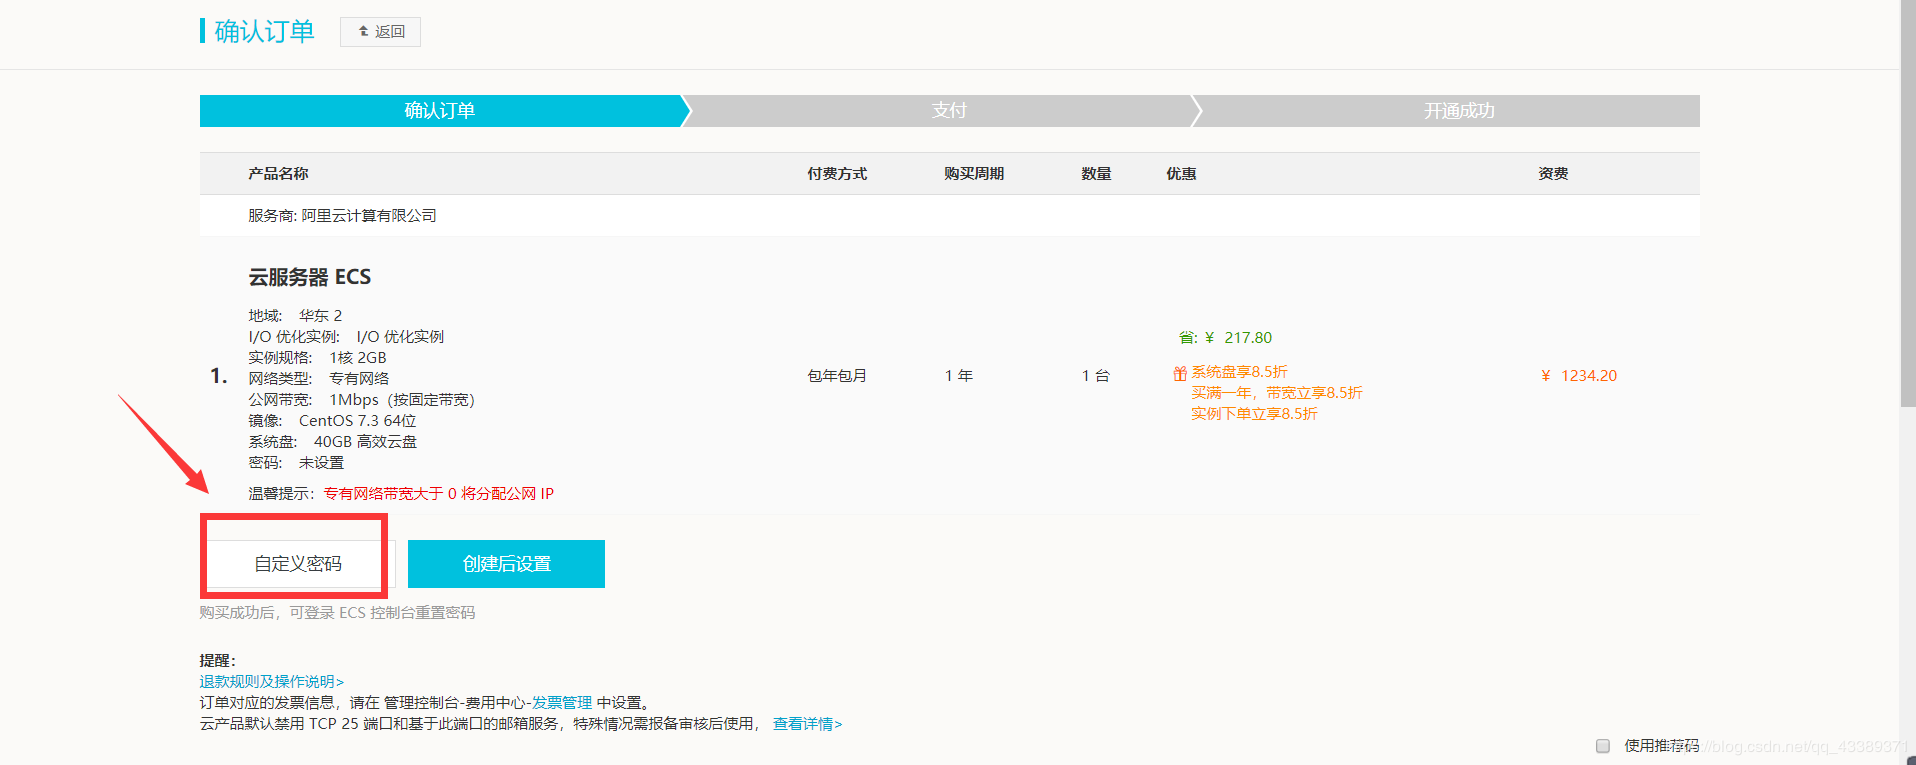 确认订单
返回
确认订单
支付
开通成功
产品名称 付费方式 购买周期 数量 优惠 资费
服务商: 阿里云计算有限公司
云服务器 ECS
地域: 华东 2
I/O 优化实例: I/O 优化实例
实例规格: 1核 2GB
1.
网络类型: 专有网络
公网带宽: 1Mbps（按固定带宽）
镜像: CentOS 7.3 64位
系统盘: 40GB 高效云盘
密码: 未设置
温馨提示：专有网络带宽大于 0 将分配公网 IP
包年包月
1 年
1 台
省: ¥ 217.80
系统盘享8.5折
买满一年，带宽立享8.5折
实例下单立享8.5折
¥ 1234.20
自定义密码
创建后设置
购买成功后，可登录 ECS 控制台重置密码
提醒：
退款规则及操作说明>
订单对应的发票信息，请在 管理控制台-费用中心-发票管理 中设置。
云产品默认禁用 TCP 25 端口和基于此端口的邮箱服务，特殊情况需报备审核后使用， 查看详情>
使用推荐码
//blog.csdn.net/qq_43389371